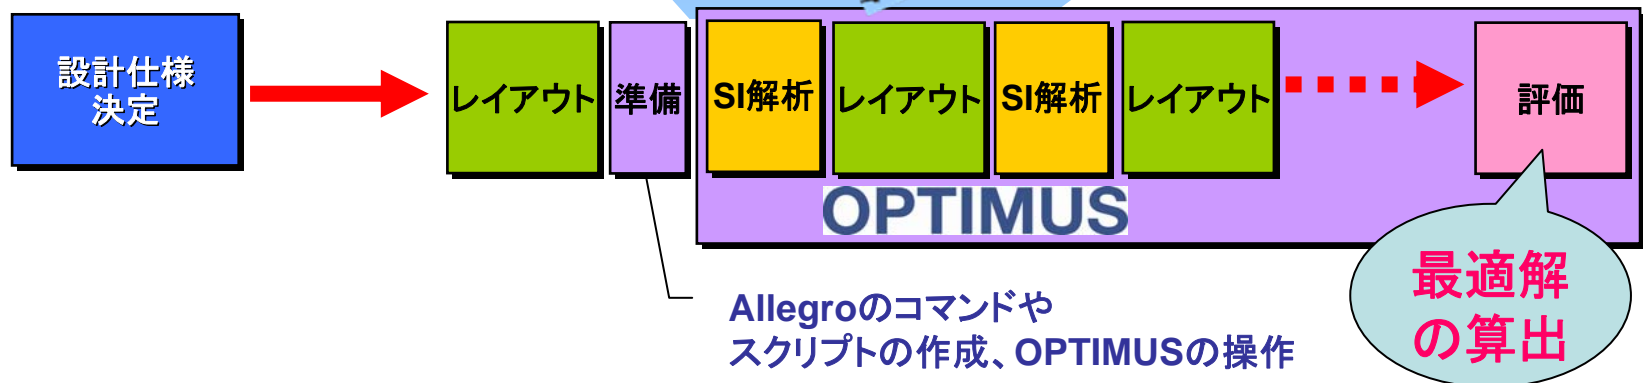 設計仕様
決定
レイアウト
準備
SI解析
レイアウト
SI解析
レイアウト
評価
OPTIMUS
Allegroのコマンドや
スクリプトの作成、OPTIMUSの操作
最適解
の算出